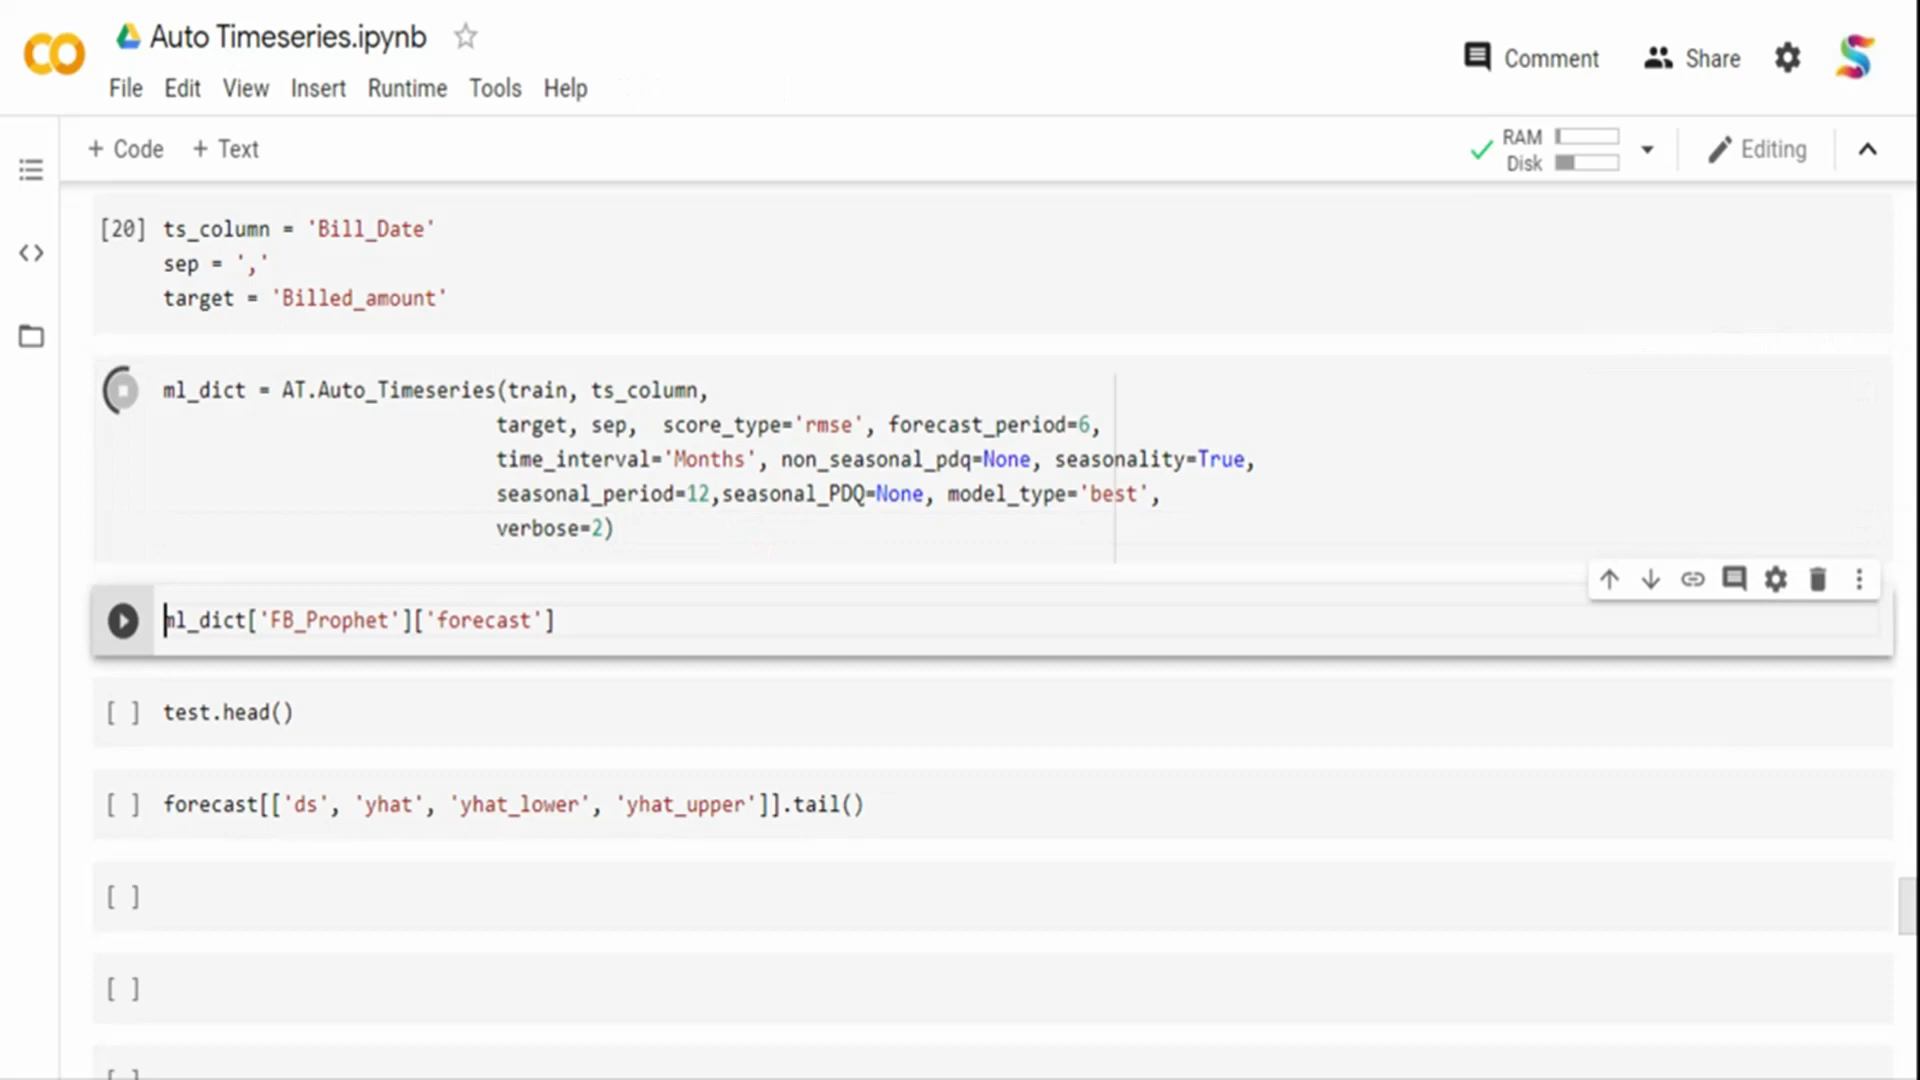 Auto Timeseries.ipynb
Comment
Share
File Edit View Insert Runtime Tools Help
+ Code + Text
RAM
Disk
Editing
[20] ts_column = 'Bill_Date'
sep = ','
target = 'Billed_amount'
ml_dict = AT.Auto_Timeseries(train, ts_column,
target, sep, score_type='rmse', forecast_period=6,
time_interval='Months', non_seasonal_pdq=None, seasonality=True,
seasonal_period=12,seasonal_PDQ=None, model_type='best',
verbose=2)
ml_dict['FB_Prophet']['forecast']
[ ] test.head()
[ ] forecast[['ds', 'yhat', 'yhat_lower', 'yhat_upper']].tail()
[ ]
[ ]
[ ]